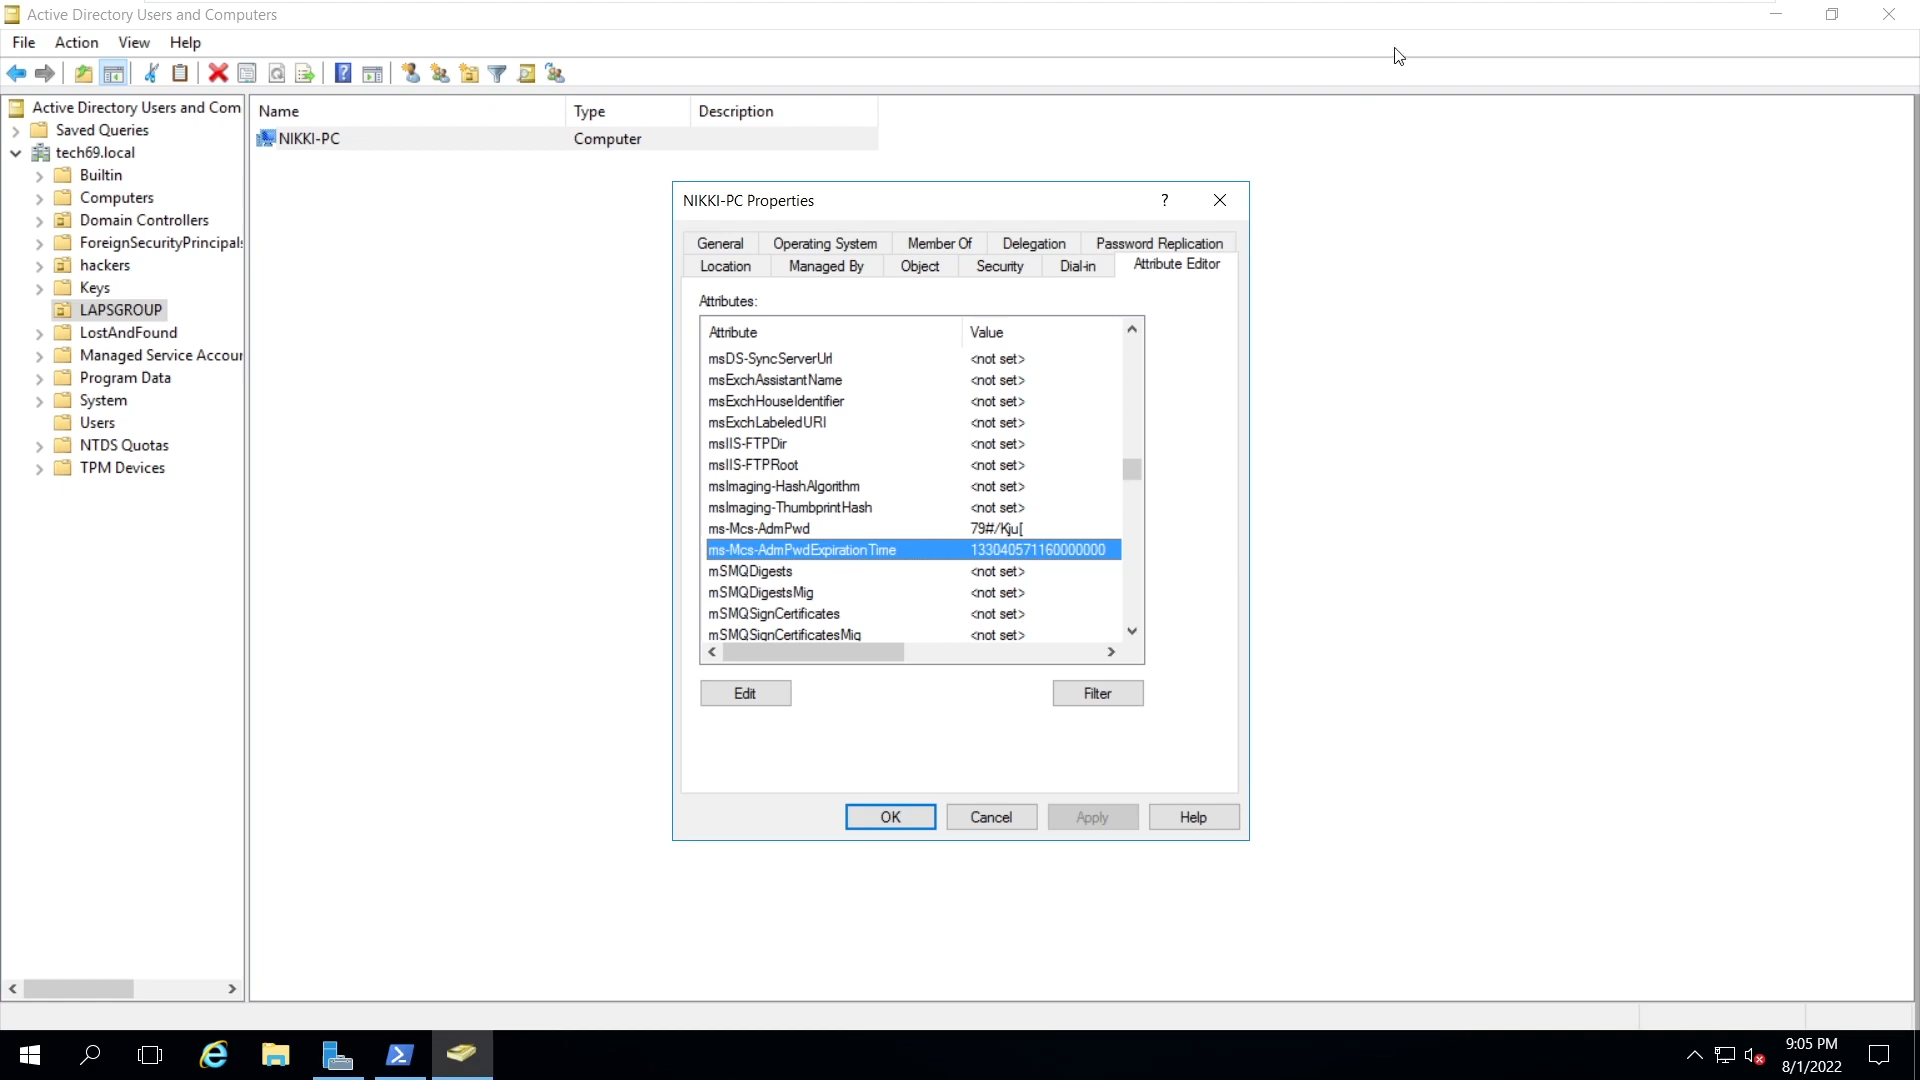 Active Directory Users and Computers
File Action View Help
Active Directory Users and Com
Saved Queries
tech69.local
Builtin
Computers
Domain Controllers
ForeignSecurityPrincipals
hackers
Keys
LAPSGROUP
LostAndFound
Managed Service Accour
Program Data
System
Users
NTDS Quotas
TPM Devices
Name Type Description
NIKKI-PC Computer
NIKKI-PC Properties ?
General Operating System Member Of Delegation Password Replication
Location Managed By Object Security Dial-in Attribute Editor
Attributes:
Attribute Value
msDS-SyncServerUrl <not set>
msExchAssistantName <not set>
msExchHouseIdentifier <not set>
msExchLabeledURI <not set>
msIIS-FTPDir <not set>
msIIS-FTPRoot <not set>
msImaging-HashAlgorithm <not set>
msImaging-ThumbprintHash <not set>
ms-Mcs-AdmPwd 79#/Kju[
ms-Mcs-AdmPwdExpirationTime 133040571160000000
mSMQDigests <not set>
mSMQDigestsMig <not set>
mSMQSignCertificates <not set>
mSMQSignCertificatesMig <not set>
Edit Filter
OK Cancel Apply Help
9:05 PM
8/1/2022